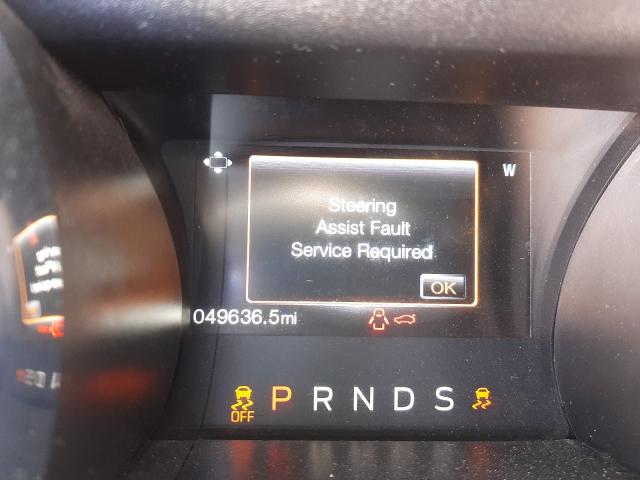 W
Steering
Assist Fault
Service Required
OK
049636.5mi
OFF P R N D S